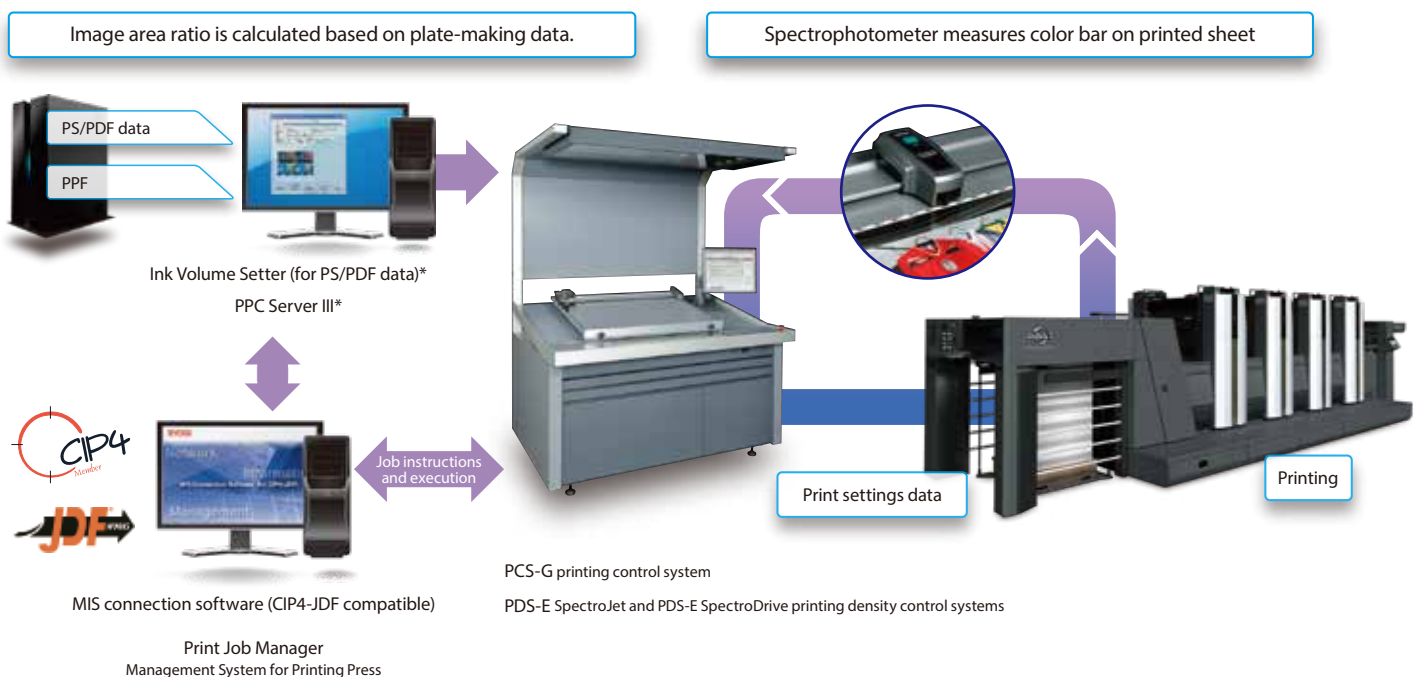 Image area ratio is calculated based on plate-making data.
Spectrophotometer measures color bar on printed sheet
PS/PDF data
PPF
Ink Volume Setter (for PS/PDF data)*
PPC Server III*
CIP4
Member
JDF
Job instructions
and execution
Print settings data
Printing
MIS connection software (CIP4-JDF compatible)
Print Job Manager
Management System for Printing Press
PCS-G printing control system
PDS-E SpectroJet and PDS-E SpectroDrive printing density control systems